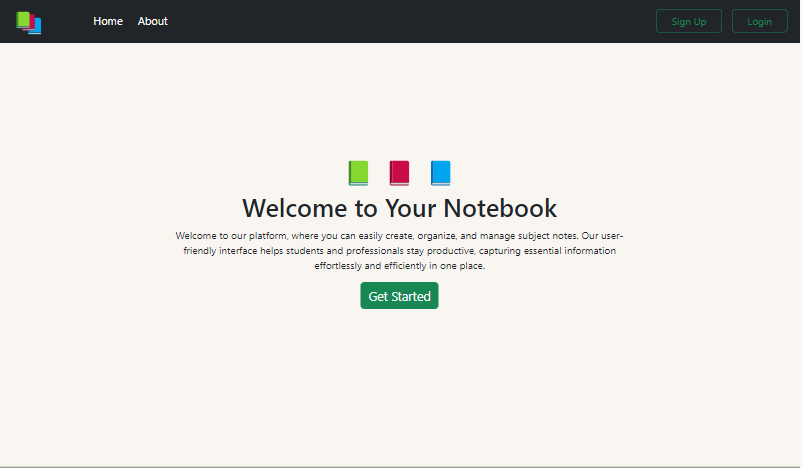 Home About Sign Up Login
Welcome to Your Notebook
Welcome to our platform, where you can easily create, organize, and manage subject notes. Our user-
friendly interface helps students and professionals stay productive, capturing essential information
effortlessly and efficiently in one place.
Get Started